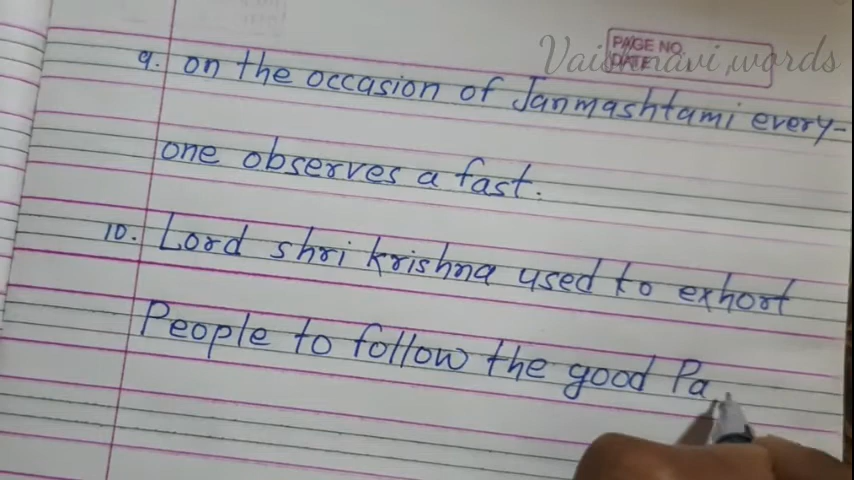 PAGE NO.
DATE
Vaishnavi,words
9. on the occasion of Janmashtami every-
one observes a fast.
10. Lord shri krishna used to exhort
People to follow the good Pa